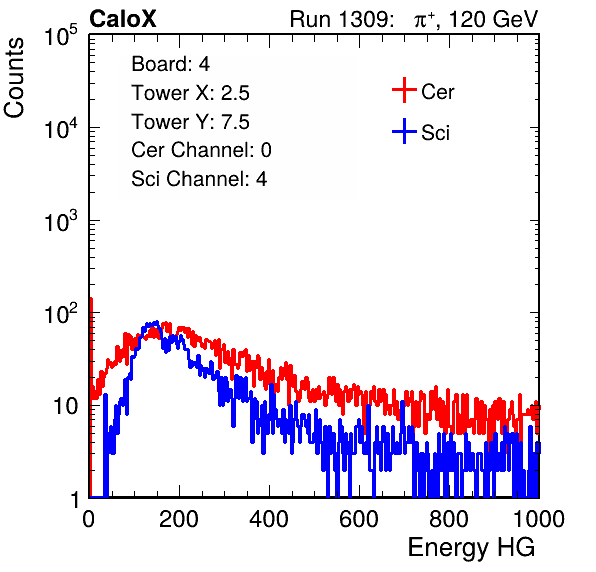 CaloX Run 1309: π⁺, 120 GeV
Counts
10⁵
10⁴
10³
10²
10
1
Board: 4
Tower X: 2.5
Tower Y: 7.5
Cer Channel: 0
Sci Channel: 4
Cer
Sci
0 200 400 600 800 1000
Energy HG